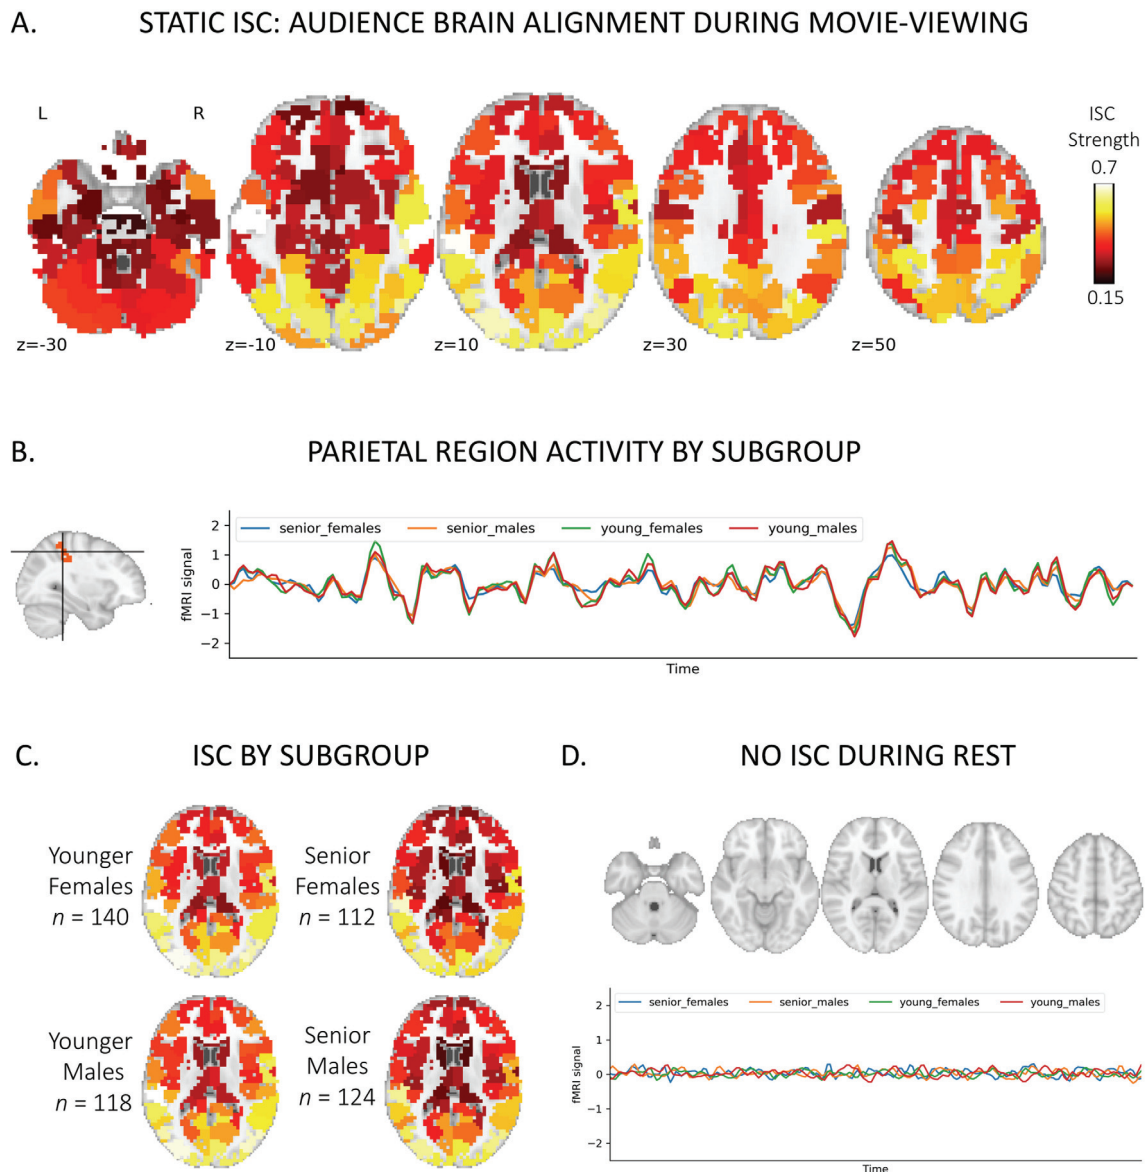 A. STATIC ISC: AUDIENCE BRAIN ALIGNMENT DURING MOVIE-VIEWING
L R
ISC
Strength
0.7
0.15
z=-30 z=-10 z=10 z=30 z=50
B. PARIETAL REGION ACTIVITY BY SUBGROUP
senior_females senior_males young_females young_males
fMRI signal
2
1
0
−1
−2
Time
C. ISC BY SUBGROUP
Younger
Females
n = 140
Senior
Females
n = 112
Younger
Males
n = 118
Senior
Males
n = 124
D. NO ISC DURING REST
senior_females senior_males young_females young_males
fMRI signal
2
1
0
−1
−2
Time